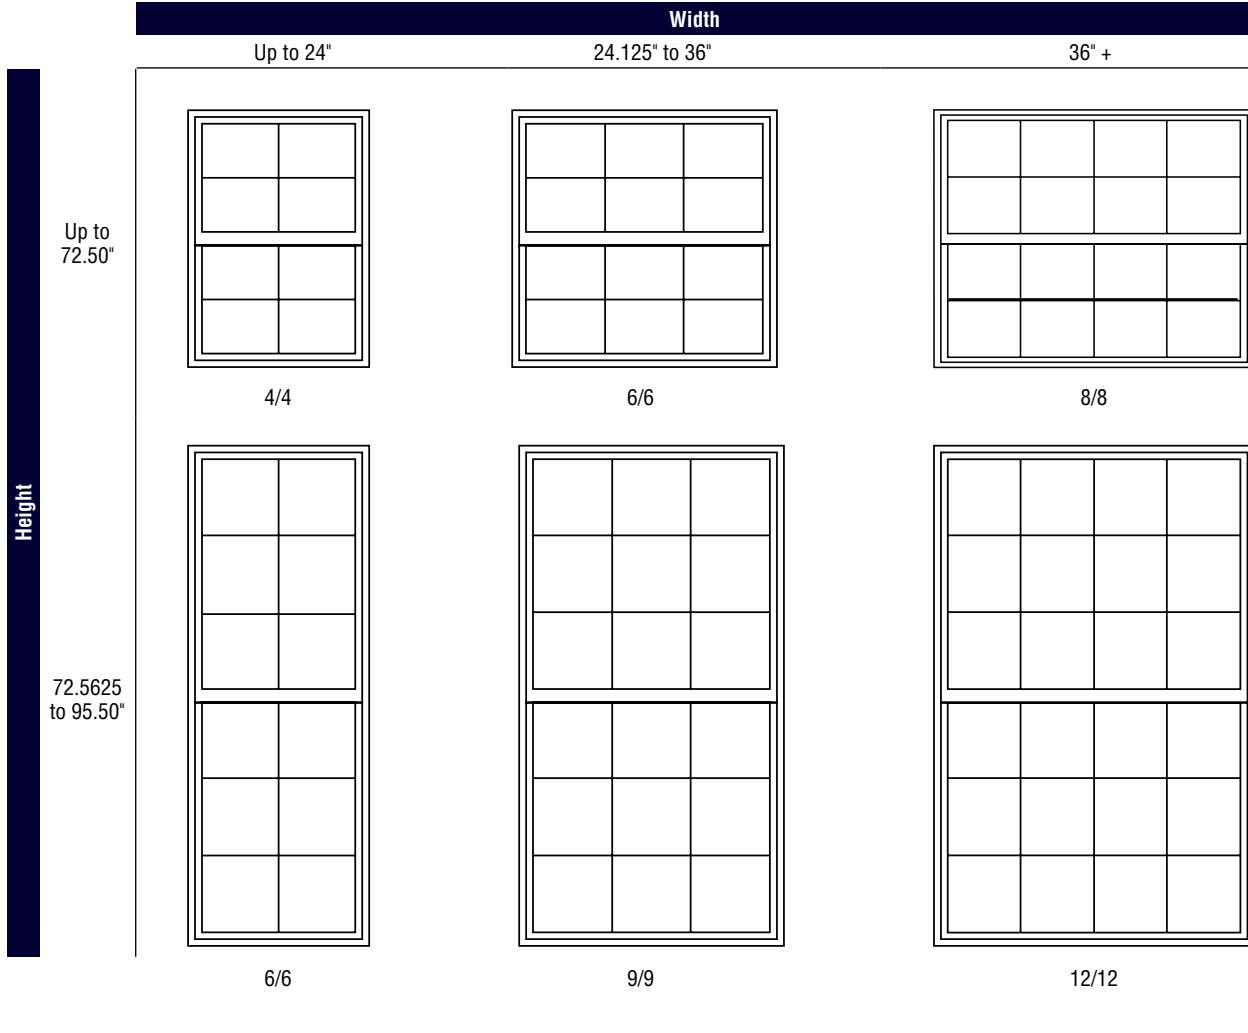 Width
Up to 24"
24.125" to 36"
36" +
Height
Up to
72.50"
4/4
6/6
8/8
72.5625
to 95.50"
6/6
9/9
12/12